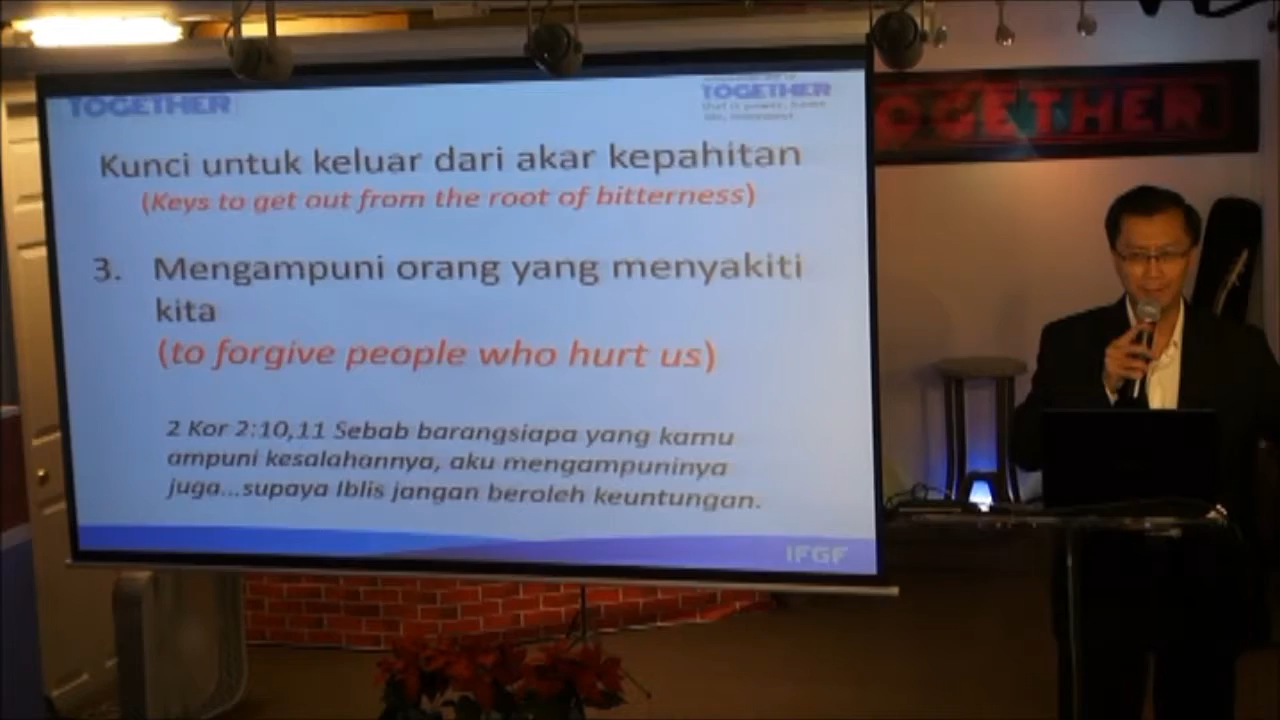 TOGETHER
TOGETHER
TOGETHER
Kunci untuk keluar dari akar kepahitan
(Keys to get out from the root of bitterness)
3. Mengampuni orang yang menyakiti
kita
(to forgive people who hurt us)
2 Kor 2:10,11 Sebab barangsiapa yang kamu
ampuni kesalahannya, aku mengampuninya
juga...supaya Iblis jangan beroleh keuntungan.
IFGF